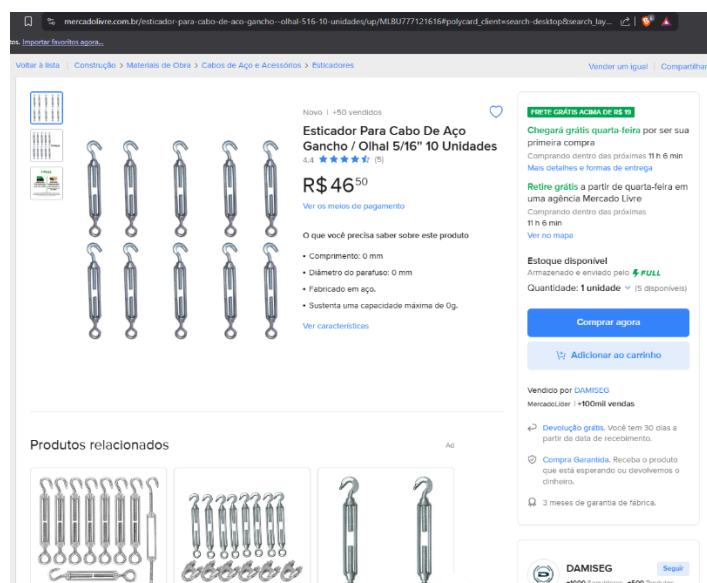 mercadolivre.com.br/esticador-para-cabo-de-aco-gancho--olhal-516-10-unidades/up/MLBU777121616#polycard_client=search-desktop&search_lay...
tos. Importar favoritos agora...
Voltar à lista | Construção > Materiais de Obra > Cabos de Aço e Acessórios > Esticadores
Vender um igual | Compartilhar
Novo | +50 vendidos
Esticador Para Cabo De Aço
Gancho / Olhal 5/16" 10 Unidades
4.4 ★★★★ (5)
R$ 46 50
Ver os meios de pagamento
O que você precisa saber sobre este produto
• Comprimento: 0 mm
• Diâmetro do parafuso: 0 mm
• Fabricado em aço.
• Sustenta uma capacidade máxima de 0g.
Ver características
FRETE GRÁTIS ACIMA DE R$ 19
Chegará grátis quarta-feira por ser sua
primeira compra
Comprando dentro das próximas 11 h 6 min
Mais detalhes e formas de entrega
Retire grátis a partir de quarta-feira em
uma agência Mercado Livre
Comprando dentro das próximas
11 h 6 min
Ver no mapa
Estoque disponível
Armazenado e enviado pelo FULL
Quantidade: 1 unidade (5 disponíveis)
Comprar agora
Adicionar ao carrinho
Vendido por DAMISEG
MercadoLíder | +100mil vendas
Devolução grátis. Você tem 30 dias a
partir da data de recebimento.
Compra Garantida. Receba o produto
que está esperando ou devolvemos o
dinheiro.
3 meses de garantia de fábrica.
Produtos relacionados
Ad
DAMISEG
Seguir
+1000 Seguidores +500 Produtos